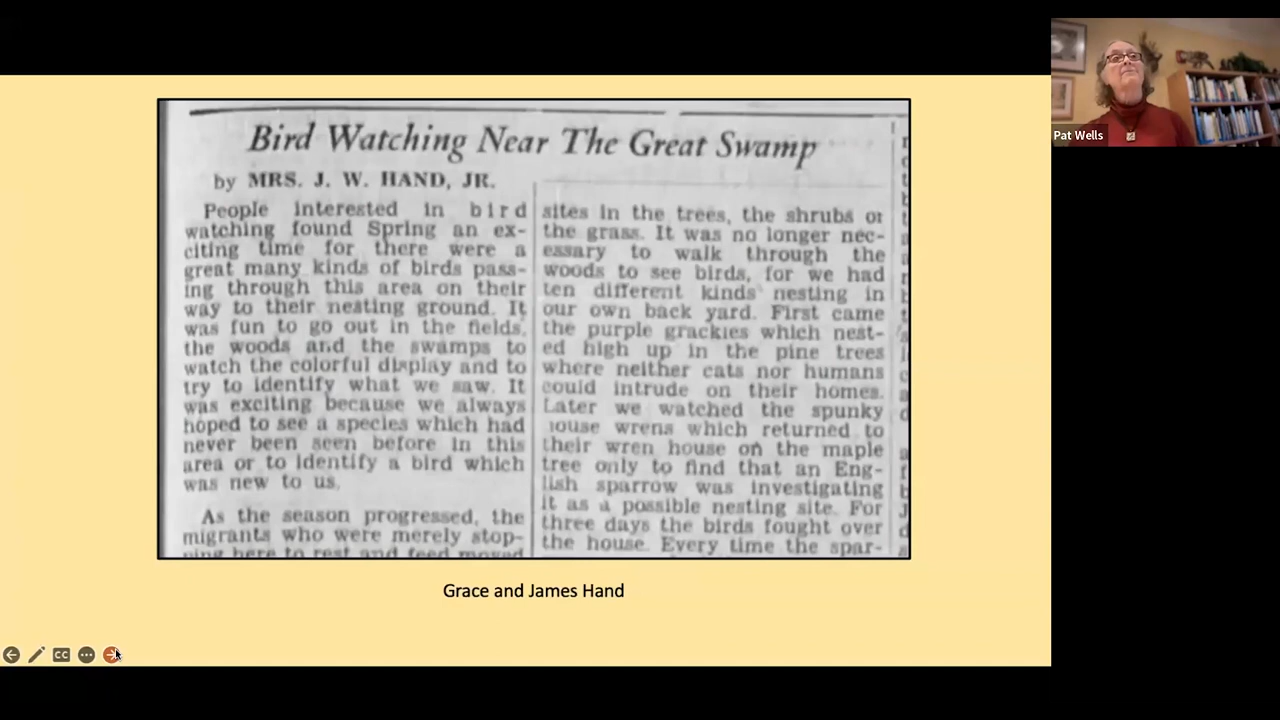 Bird Watching Near The Great Swamp
by MRS. J. W. HAND, JR.
People interested in bird
watching found Spring an ex-
citing time for there were a
great many kinds of birds pass-
ing through this area on their
way to their nesting ground. It
was fun to go out in the fields,
the woods and the swamps to
watch the colorful display and to
try to identify what we saw. It
was exciting because we always
hoped to see a species which had
never been seen before in this
area or to identify a bird which
was new to us.
As the season progressed, the
migrants who were merely stop-
ping here to rest and feed moved
sites in the trees, the shrubs or
the grass. It was no longer nec-
essary to walk through the
woods to see birds, for we had
ten different kinds nesting in
our own back yard. First came
the purple grackles which nest-
ed high up in the pine trees
where neither cats nor humans
could intrude on their homes.
Later we watched the spunky
house wrens which returned to
their wren house on the maple
tree only to find that an Eng-
lish sparrow was investigating
it as a possible nesting site. For
three days the birds fought over
the house. Every time the spar-
Grace and James Hand
Pat Wells
CC